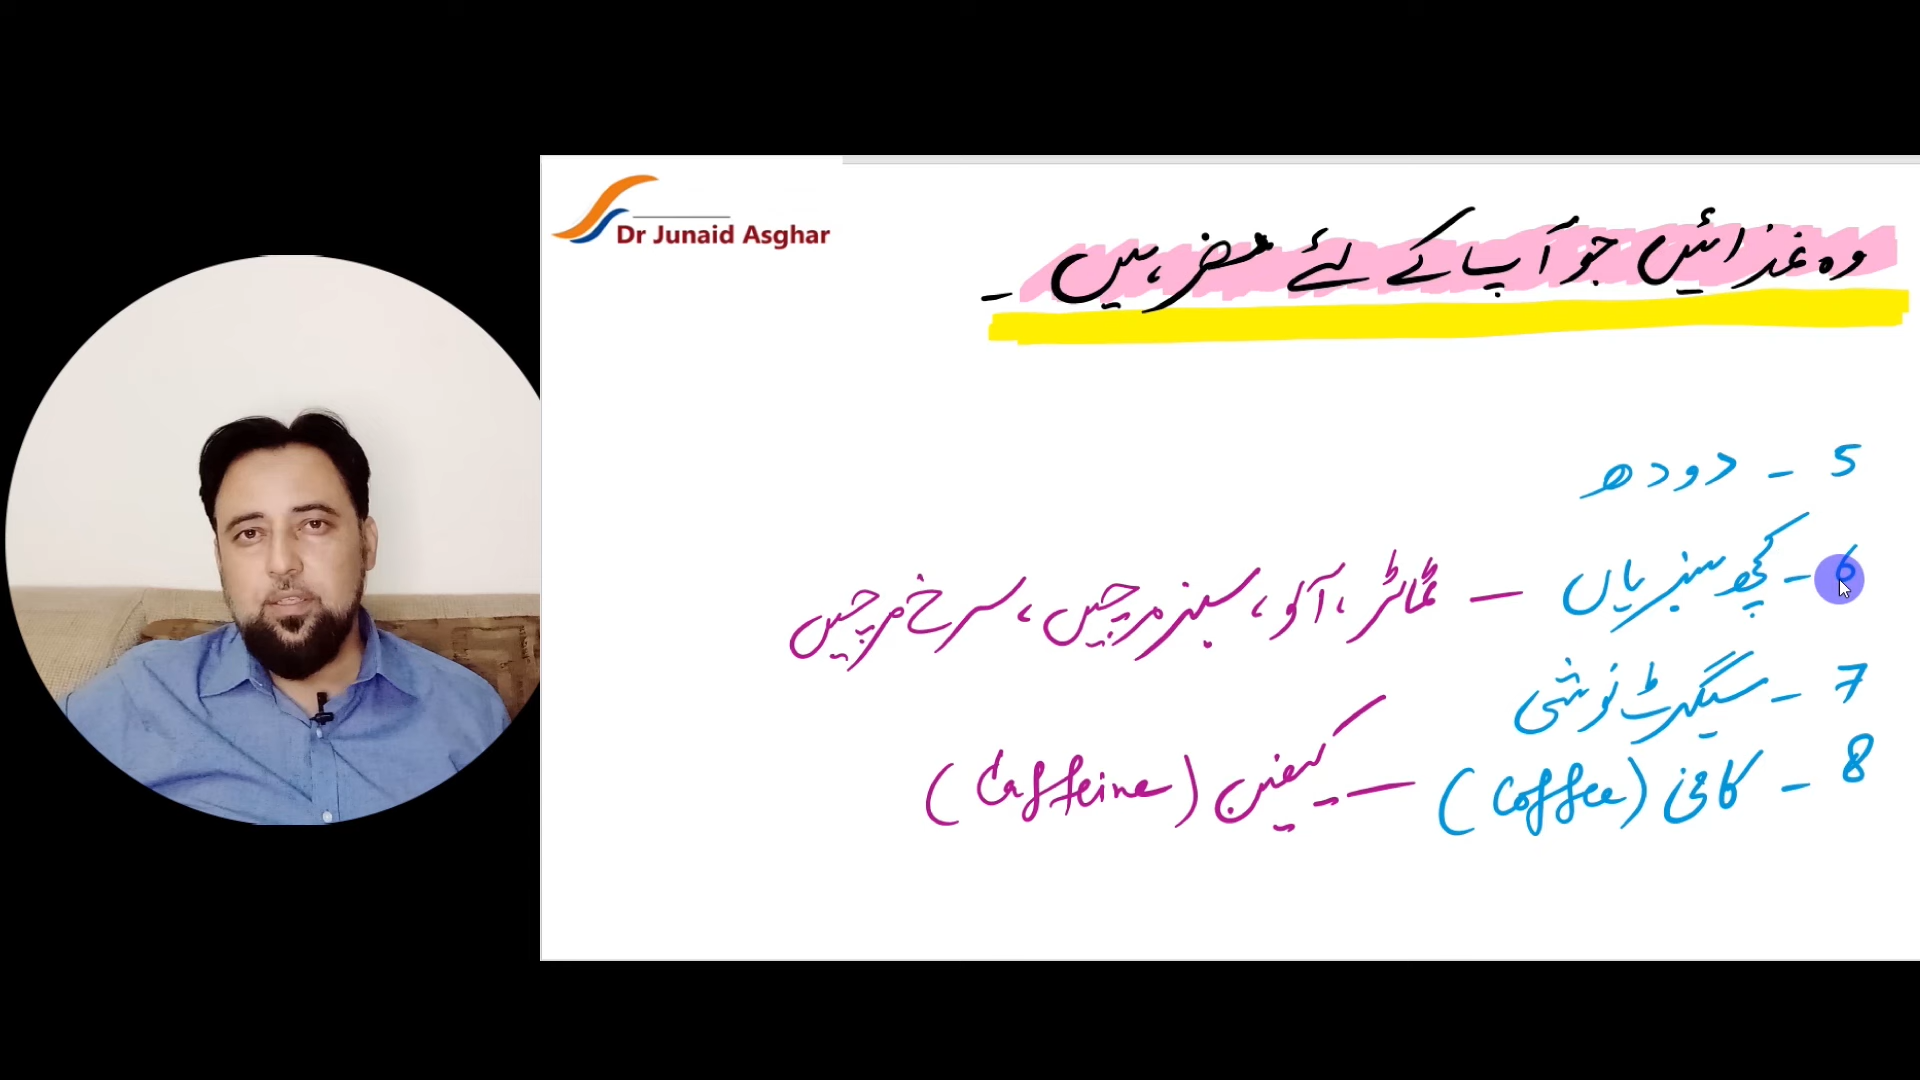 Dr Junaid Asghar
وہ غذائیں جو آپ کے لئے مضر ہیں ۔
5 - دودھ
6 - کچھ سبزیاں — ٹماٹر، آلو، سبز مرچیں، سرخ مرچیں
7 - سیگریٹ نوشی
8 - کافی (Coffee) — کیفین (Caffeine)